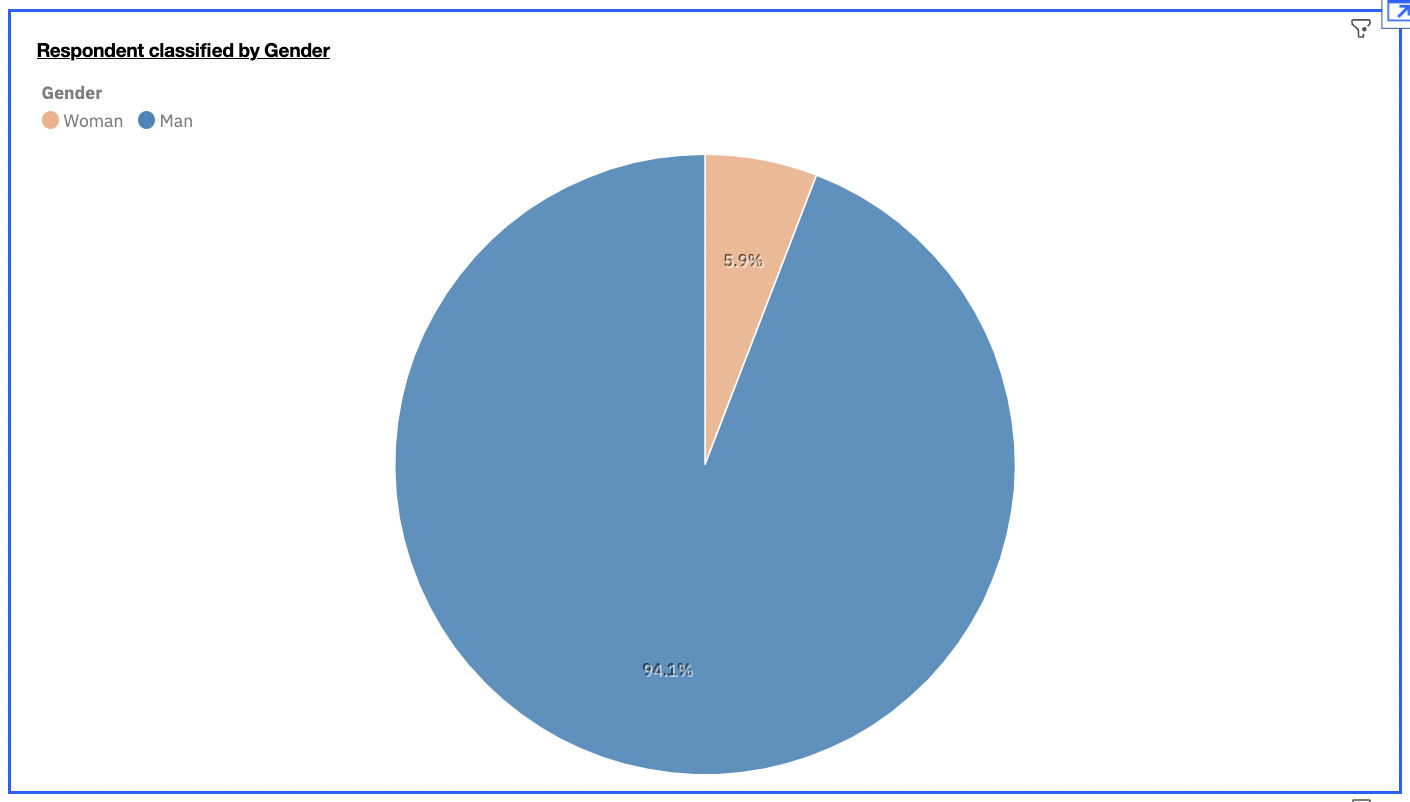 Respondent classified by Gender
Gender
Woman Man
5.9%
94.1%